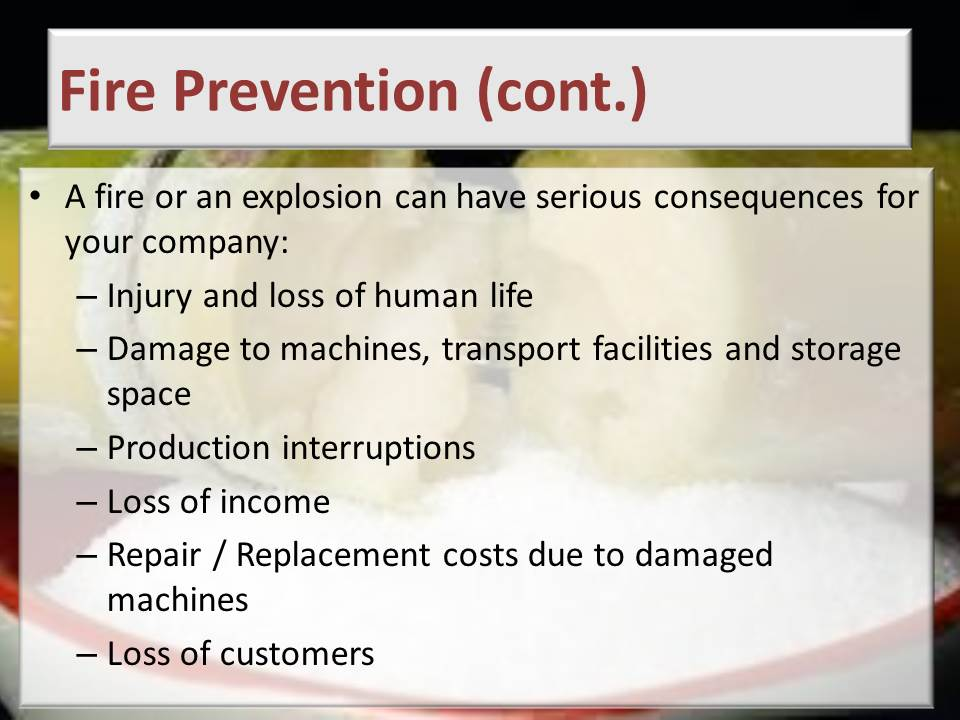 Fire Prevention (cont.)
• A fire or an explosion can have serious consequences for
your company:
– Injury and loss of human life
– Damage to machines, transport facilities and storage
space
– Production interruptions
– Loss of income
– Repair / Replacement costs due to damaged
machines
– Loss of customers